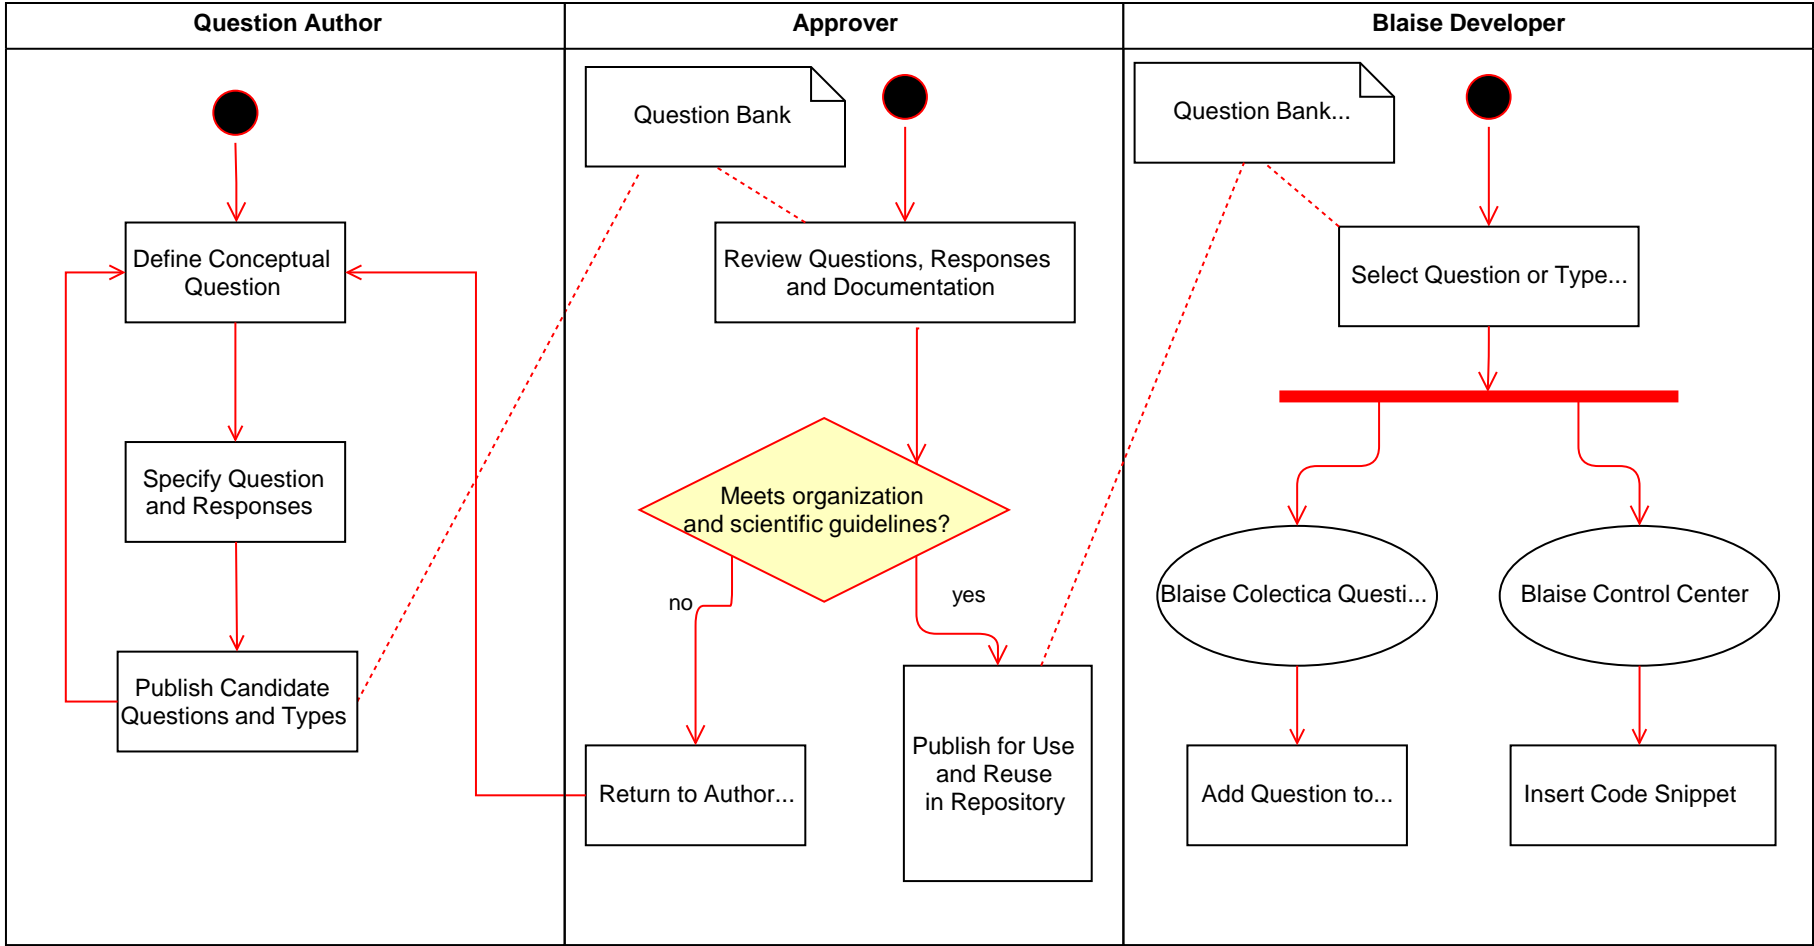 Question Author
Approver
Blaise Developer
Define Conceptual
Question
Specify Question
and Responses
Publish Candidate
Questions and Types
Question Bank
Review Questions, Responses
and Documentation
Meets organization
and scientific guidelines?
no
yes
Return to Author...
Publish for Use
and Reuse
in Repository
Question Bank...
Select Question or Type...
Blaise Colectica Questi...
Blaise Control Center
Add Question to...
Insert Code Snippet